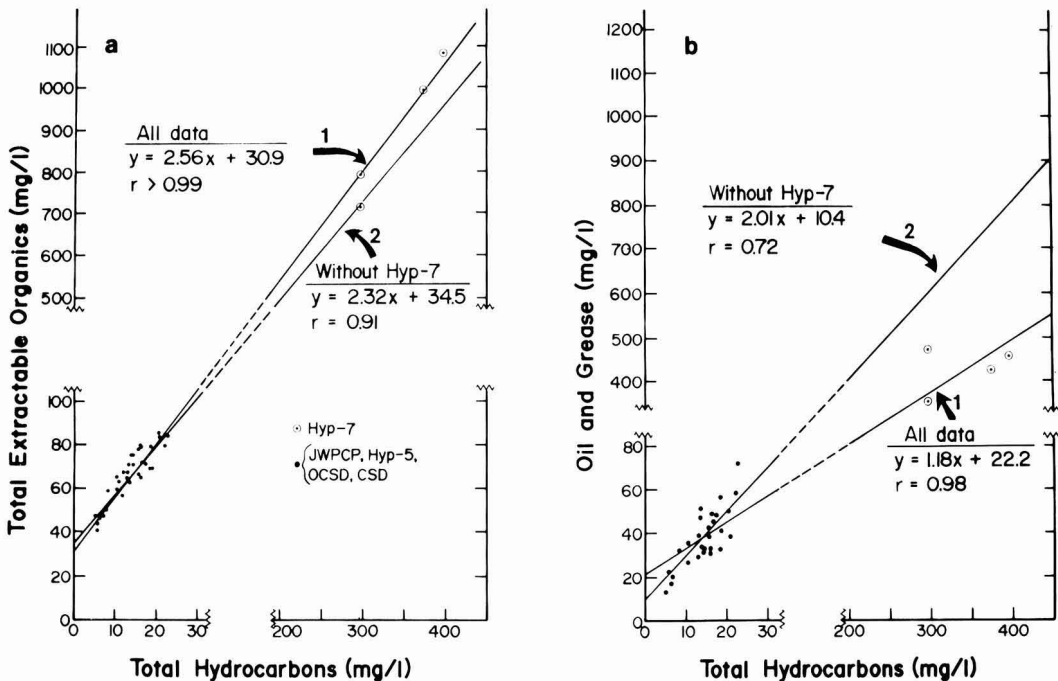 a
Total Extractable Organics (mg/l)
1100
1000
900
800
700
600
500
100
80
60
40
20
0
All data
y = 2.56x + 30.9
r > 0.99
1
2
Without Hyp-7
y = 2.32x + 34.5
r = 0.91
Hyp-7
JWPCP, Hyp-5,
OCSD, CSD
0 10 20 30 200 300 400
Total Hydrocarbons (mg/l)
b
Oil and Grease (mg/l)
1200
1100
1000
900
800
700
600
500
400
80
60
40
20
0
Without Hyp-7
y = 2.01x + 10.4
r = 0.72
2
1
All data
y = 1.18x + 22.2
r = 0.98
0 10 20 30 200 300 400
Total Hydrocarbons (mg/l)